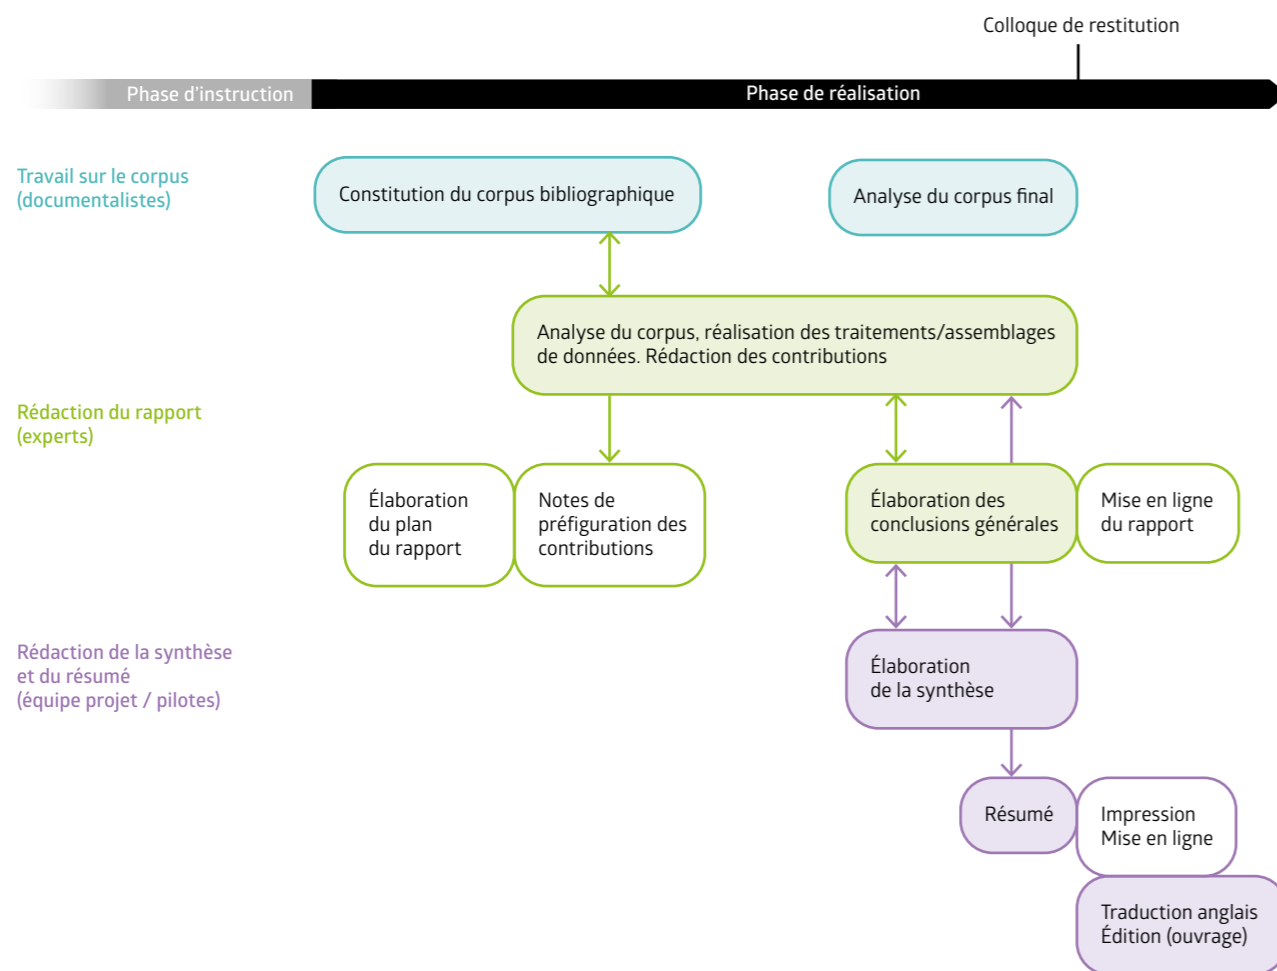 Colloque de restitution
Phase d'instruction
Phase de réalisation
Travail sur le corpus
(documentalistes)
Constitution du corpus bibliographique
Analyse du corpus final
Analyse du corpus, réalisation des traitements/assemblages
de données. Rédaction des contributions
Rédaction du rapport
(experts)
Élaboration
du plan
du rapport
Notes de
préfiguration des
contributions
Élaboration des
conclusions générales
Mise en ligne
du rapport
Rédaction de la synthèse
et du résumé
(équipe projet / pilotes)
Élaboration
de la synthèse
Résumé
Impression
Mise en ligne
Traduction anglais
Édition (ouvrage)